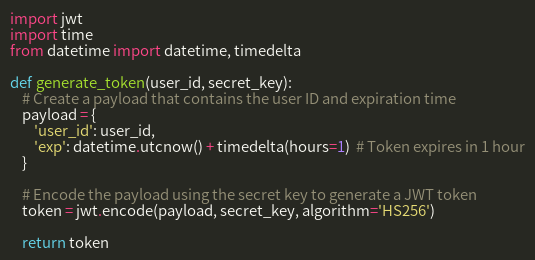 import jwt
import time
from datetime import datetime, timedelta

def generate_token(user_id, secret_key):
    # Create a payload that contains the user ID and expiration time
    payload = {
        'user_id': user_id,
        'exp': datetime.utcnow() + timedelta(hours=1)  # Token expires in 1 hour
    }

    # Encode the payload using the secret key to generate a JWT token
    token = jwt.encode(payload, secret_key, algorithm='HS256')

    return token